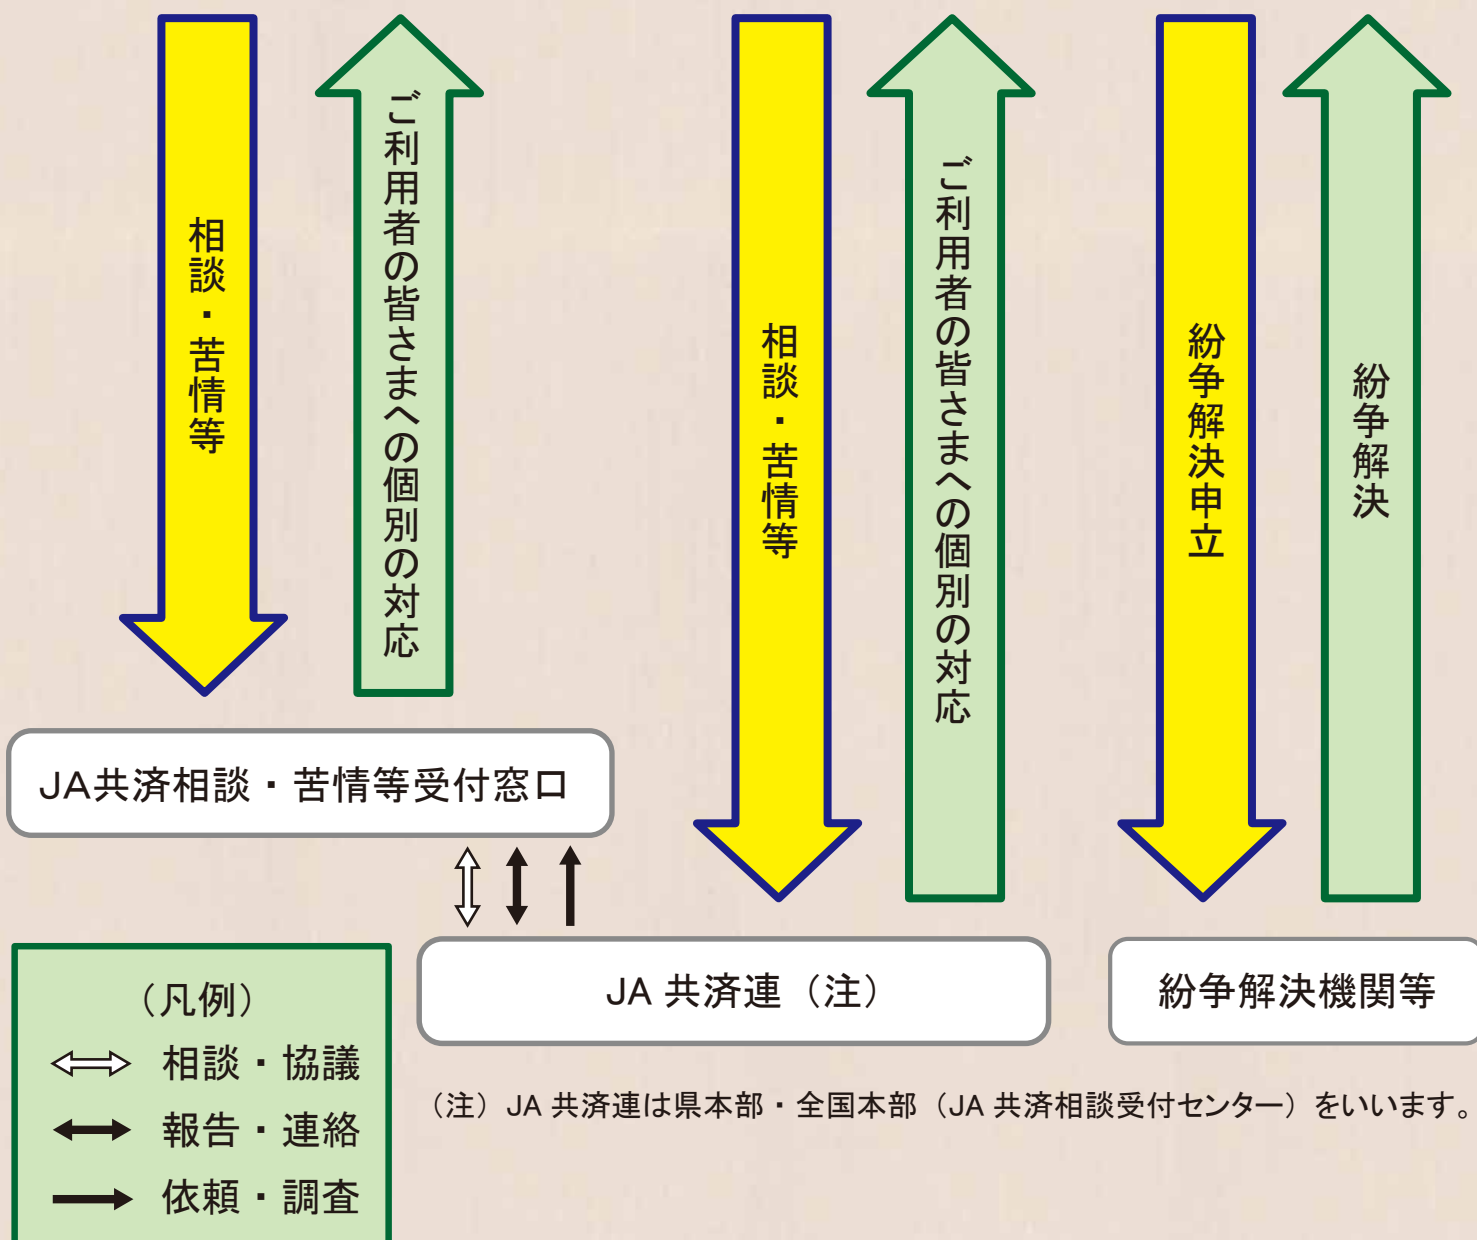 相談・苦情等
ご利用者の皆さまへの個別の対応
相談・苦情等
ご利用者の皆さまへの個別の対応
紛争解決申立
紛争解決
JA共済相談・苦情等受付窓口
JA 共済連（注）
紛争解決機関等
（凡例）
相談・協議
報告・連絡
依頼・調査
（注）JA 共済連は県本部・全国本部（JA 共済相談受付センター）をいいます。